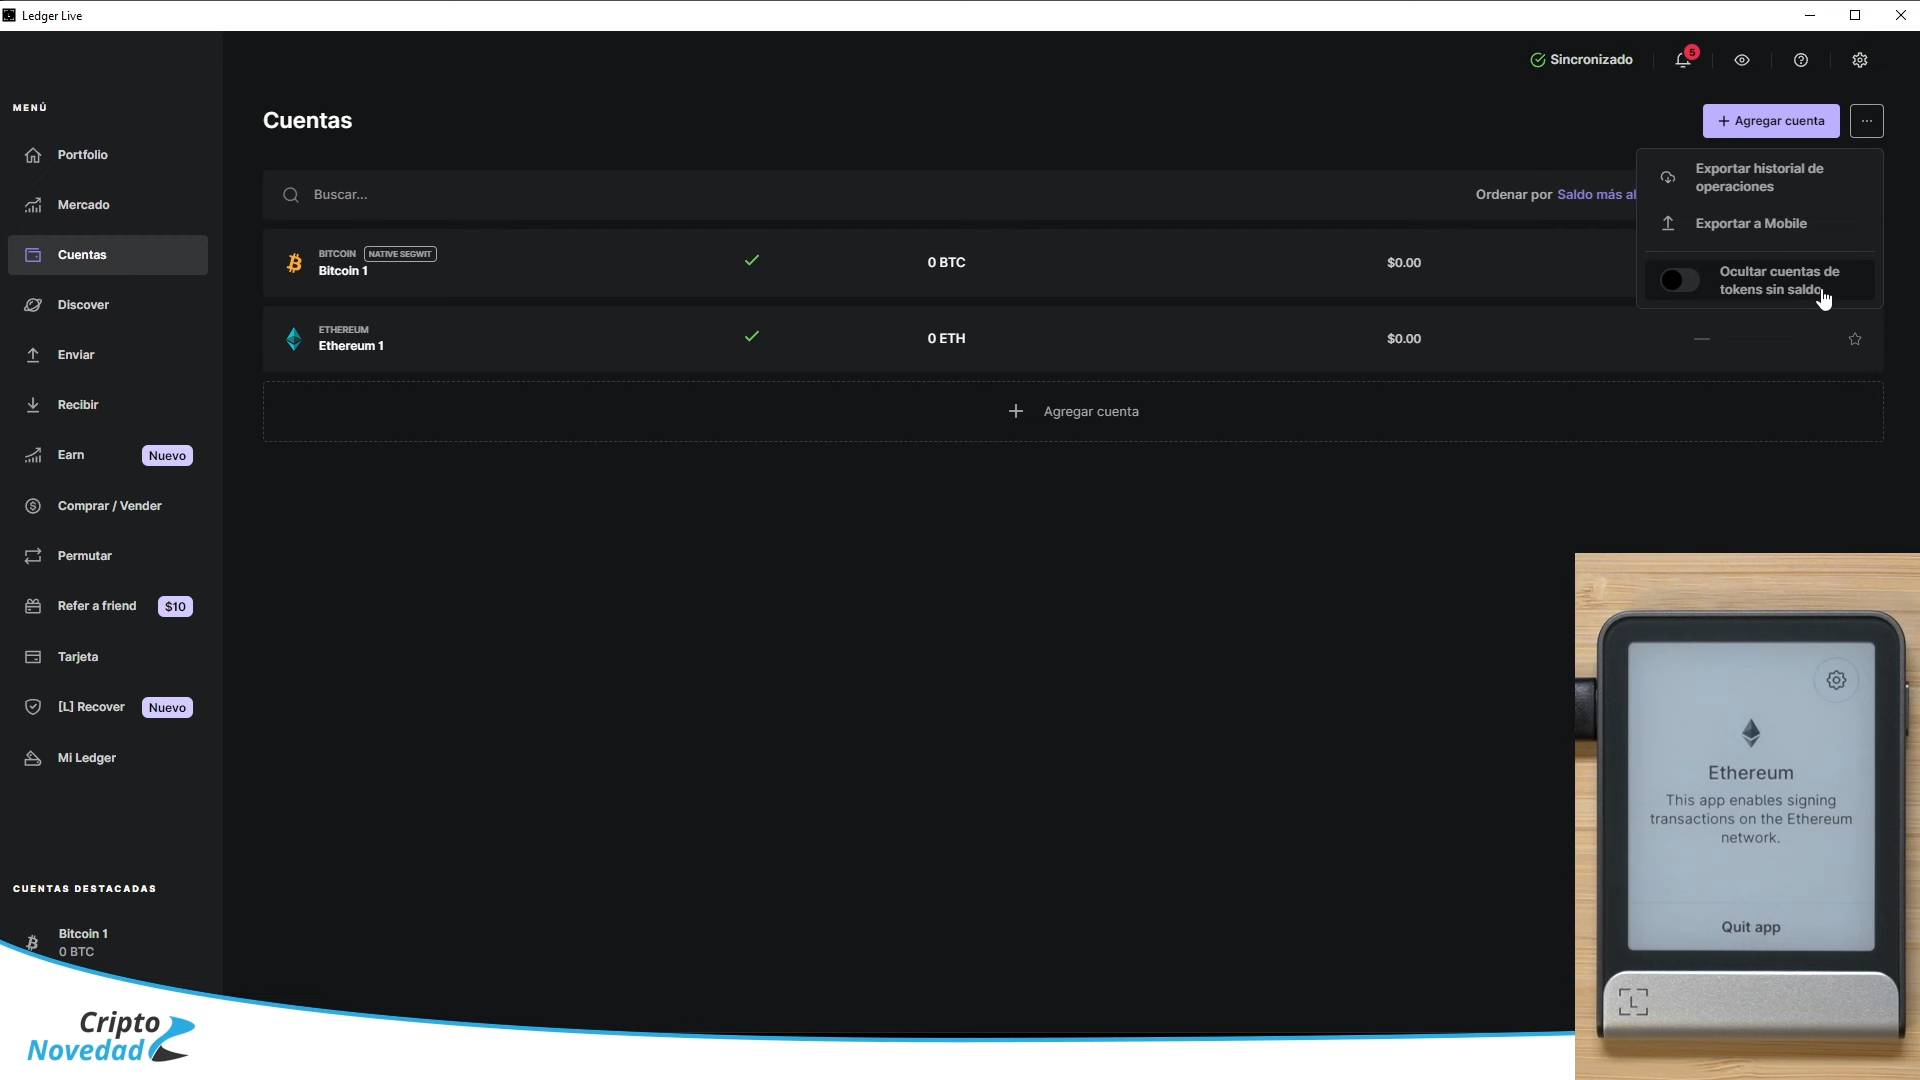 Ledger Live
Sincronizado
5
MENÚ
Portfolio
Mercado
Cuentas
Discover
Enviar
Recibir
Earn Nuevo
Comprar / Vender
Permutar
Refer a friend $10
Tarjeta
[L] Recover Nuevo
Mi Ledger
CUENTAS DESTACADAS
Bitcoin 1
0 BTC
Cuentas
+ Agregar cuenta
...
Buscar...
Ordenar por Saldo más al
Exportar historial de
operaciones
Exportar a Mobile
Ocultar cuentas de
tokens sin saldo
BITCOIN NATIVE SEGWIT
Bitcoin 1
0 BTC
$0.00
ETHEREUM
Ethereum 1
0 ETH
$0.00
—
+ Agregar cuenta
Ethereum
This app enables signing
transactions on the Ethereum
network.
Quit app
L
Cripto
Novedad